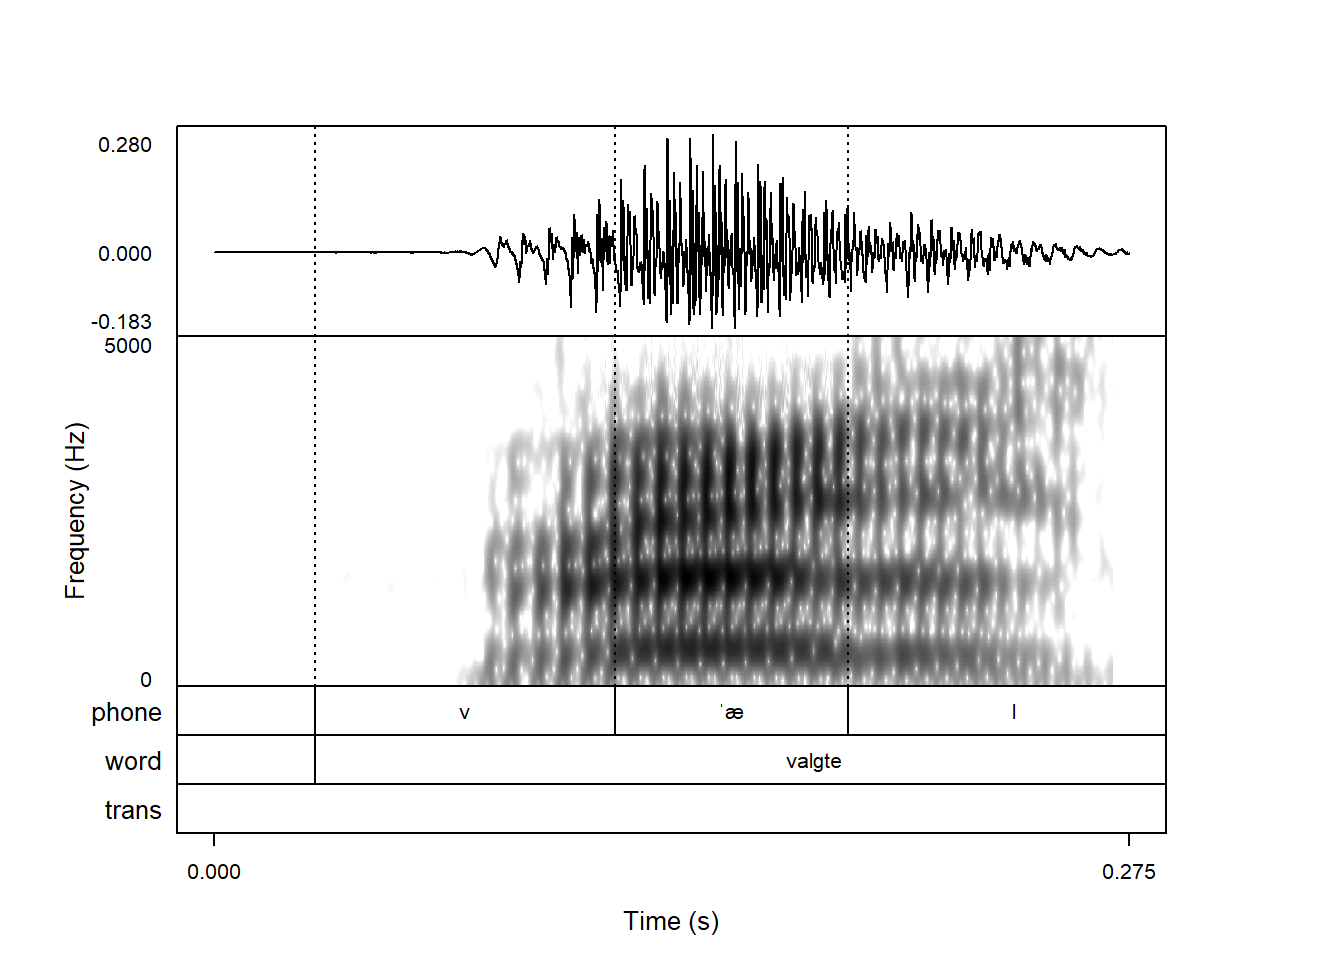 0.280
0.000
-0.183
5000
Frequency (Hz)
0
phone v ˈæ l
word valgte
trans
0.000 0.275
Time (s)